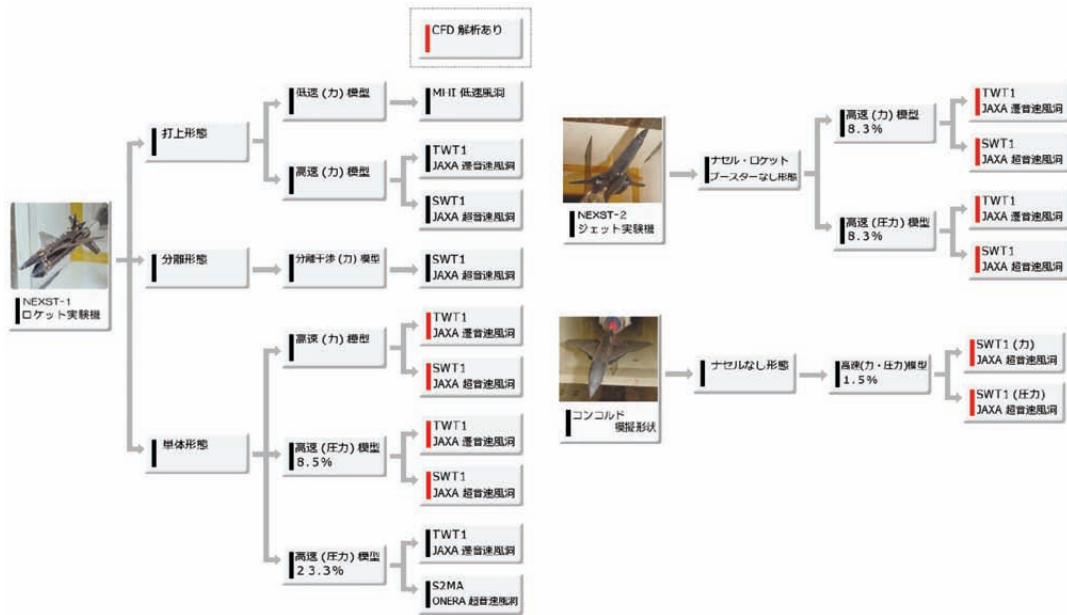 CFD 解析あり
NEXST-1
ロケット実験機
打上形態
低速 (力) 模型
MHI 低速風洞
高速 (力) 模型
TWT1
JAXA 遷音速風洞
SWT1
JAXA 超音速風洞
分離形態
分離干渉 (力) 模型
SWT1
JAXA 超音速風洞
単体形態
高速 (力) 模型
TWT1
JAXA 遷音速風洞
SWT1
JAXA 超音速風洞
高速 (圧力) 模型
8.5%
TWT1
JAXA 遷音速風洞
SWT1
JAXA 超音速風洞
高速 (圧力) 模型
23.3%
TWT1
JAXA 遷音速風洞
S2MA
ONERA 超音速風洞
NEXST-2
ジェット実験機
ナセル・ロケット
ブースターなし形態
高速 (力) 模型
8.3%
TWT1
JAXA 遷音速風洞
SWT1
JAXA 超音速風洞
高速 (圧力) 模型
8.3%
TWT1
JAXA 遷音速風洞
SWT1
JAXA 超音速風洞
コンコルド
模擬形状
ナセルなし形態
高速(力・圧力)模型
1.5%
SWT1 (力)
JAXA 超音速風洞
SWT1 (圧力)
JAXA 超音速風洞